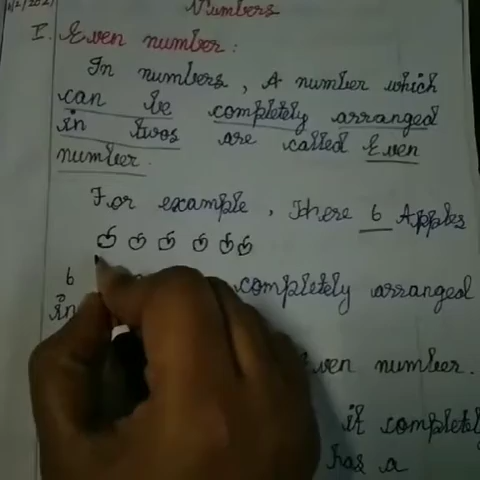 Numbers
I. Even number:
In numbers, A number which
can be completely arranged
in twos are called Even
number.
For example, There 6 Apples
6 completely arranged
in
Even number.
it completely
has a